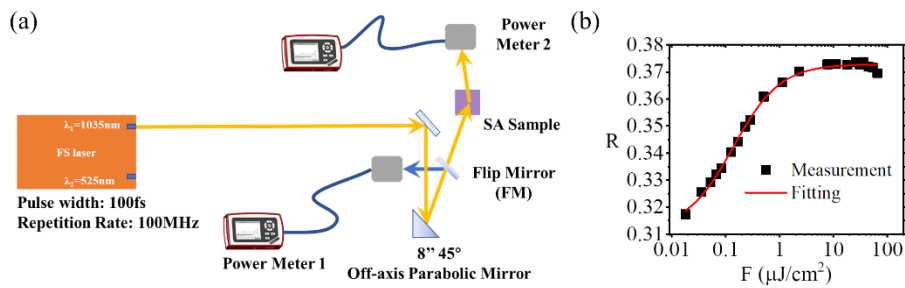 (a)
Power
Meter 2
λ₁=1035nm
FS laser
λ₂=525nm
SA Sample
Flip Mirror
(FM)
Pulse width: 100fs
Repetition Rate: 100MHz
Power Meter 1
8’’ 45°
Off-axis Parabolic Mirror
(b)
0.38
0.37
0.36
0.35
0.34
0.33
0.32
0.31
R
Measurement
Fitting
0.01
0.1
1
10
100
F (μJ/cm²)